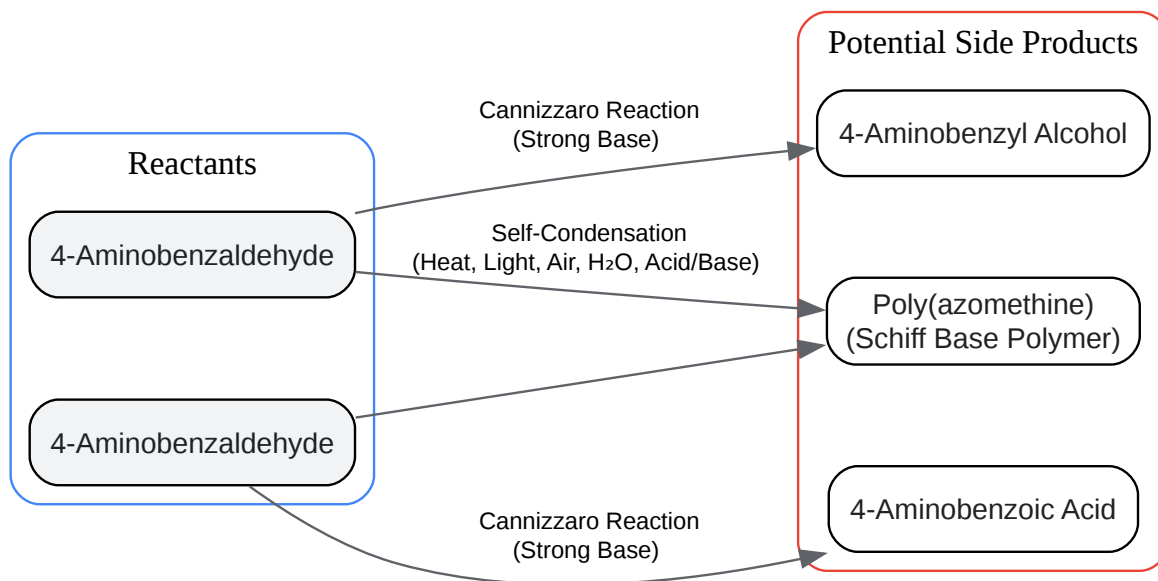 Reactants
4-Aminobenzaldehyde
4-Aminobenzaldehyde
Cannizzaro Reaction
(Strong Base)
Self-Condensation
(Heat, Light, Air, H₂O, Acid/Base)
Cannizzaro Reaction
(Strong Base)
Potential Side Products
4-Aminobenzyl Alcohol
Poly(azomethine)
(Schiff Base Polymer)
4-Aminobenzoic Acid